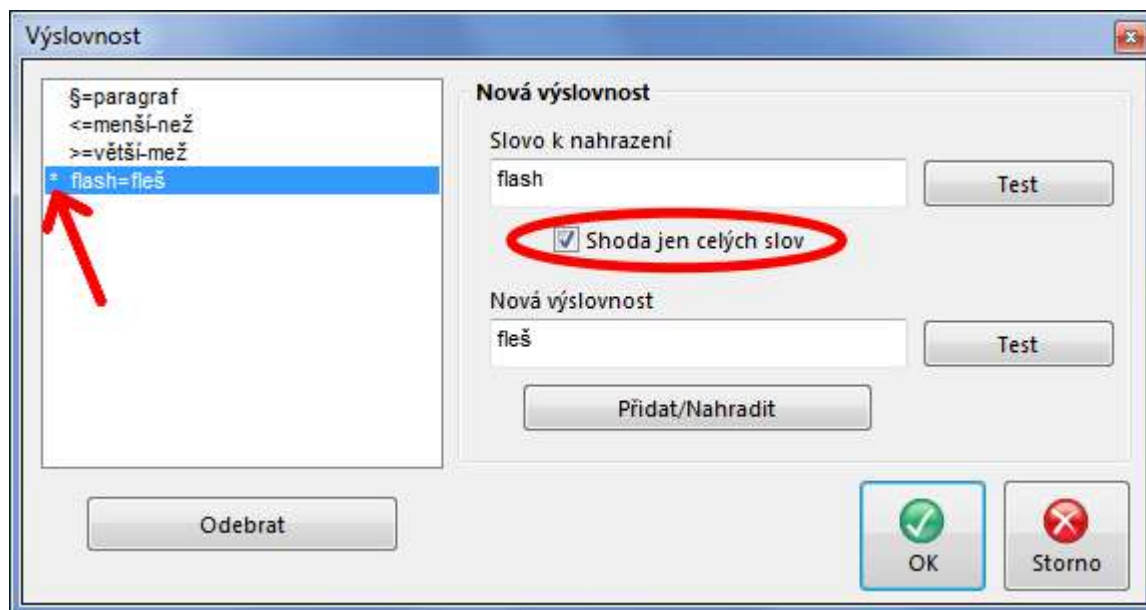 Výslovnost
§=paragraf
<=menší-než
>=větší-mež
* flash=fleš
Odebrat
Nová výslovnost
Slovo k nahrazení
flash
Test
Shoda jen celých slov
Nová výslovnost
fleš
Test
Přidat/Nahradit
OK
Storno